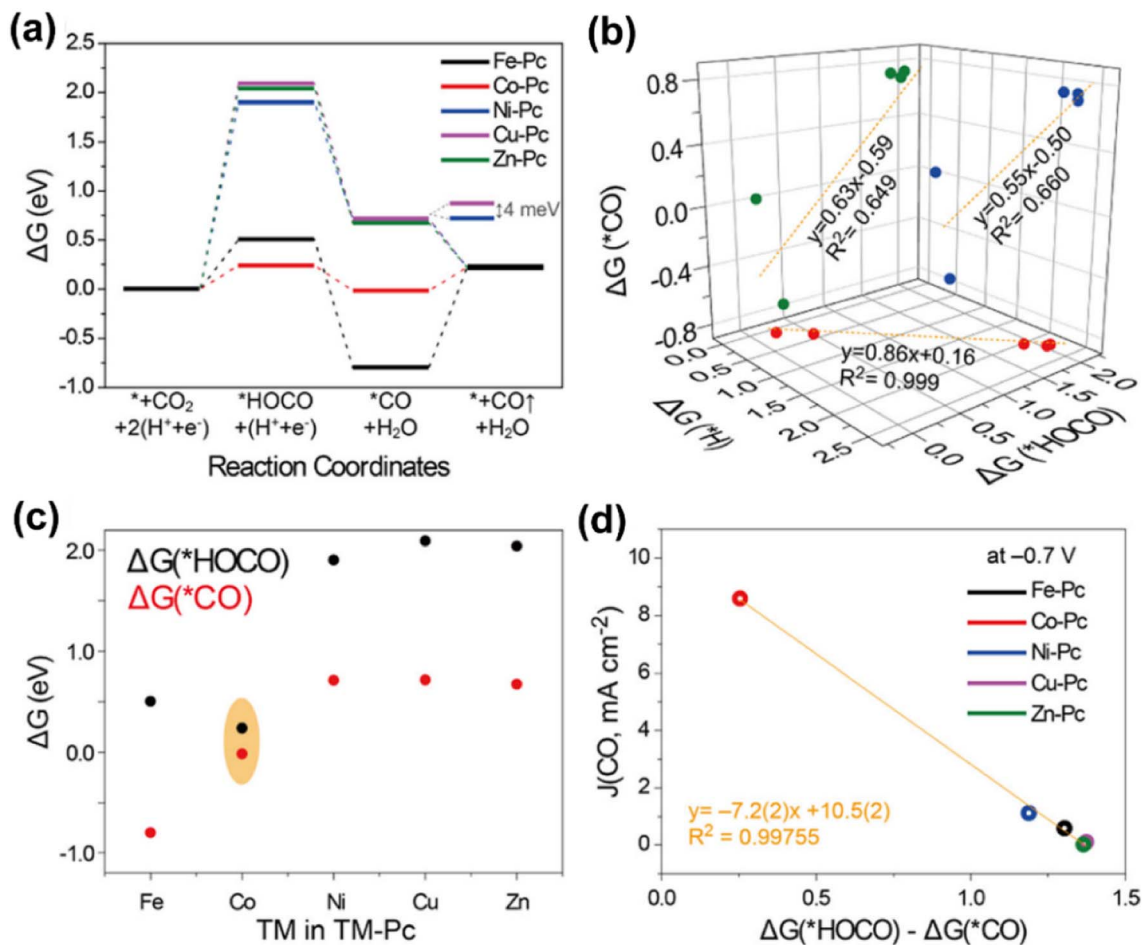 (a)
2.5
2.0
1.5
1.0
0.5
0.0
-0.5
-1.0
ΔG (eV)
Fe-Pc
Co-Pc
Ni-Pc
Cu-Pc
Zn-Pc
↕4 meV
*+CO₂ *HOCO *CO *+CO↑
+2(H⁺+e⁻) +(H⁺+e⁻) +H₂O +H₂O
Reaction Coordinates
(b)
0.8
0.4
0.0
-0.4
-0.8
ΔG (*CO)
y=0.63x-0.59
R²= 0.649
y=0.55x-0.50
R²= 0.660
y=0.86x+0.16
R²= 0.999
0.0
0.5
1.0
1.5
2.0
2.5
ΔG (*H)
0.0
0.5
1.0
1.5
2.0
ΔG (*HOCO)
(c)
ΔG(*HOCO)
ΔG(*CO)
2.0
1.0
0.0
-1.0
ΔG (eV)
Fe Co Ni Cu Zn
TM in TM-Pc
(d)
10
8
6
4
2
0
J(CO, mA cm⁻²)
at –0.7 V
Fe-Pc
Co-Pc
Ni-Pc
Cu-Pc
Zn-Pc
y= –7.2(2)x +10.5(2)
R² = 0.99755
0.0 0.5 1.0 1.5
ΔG(*HOCO) - ΔG(*CO)